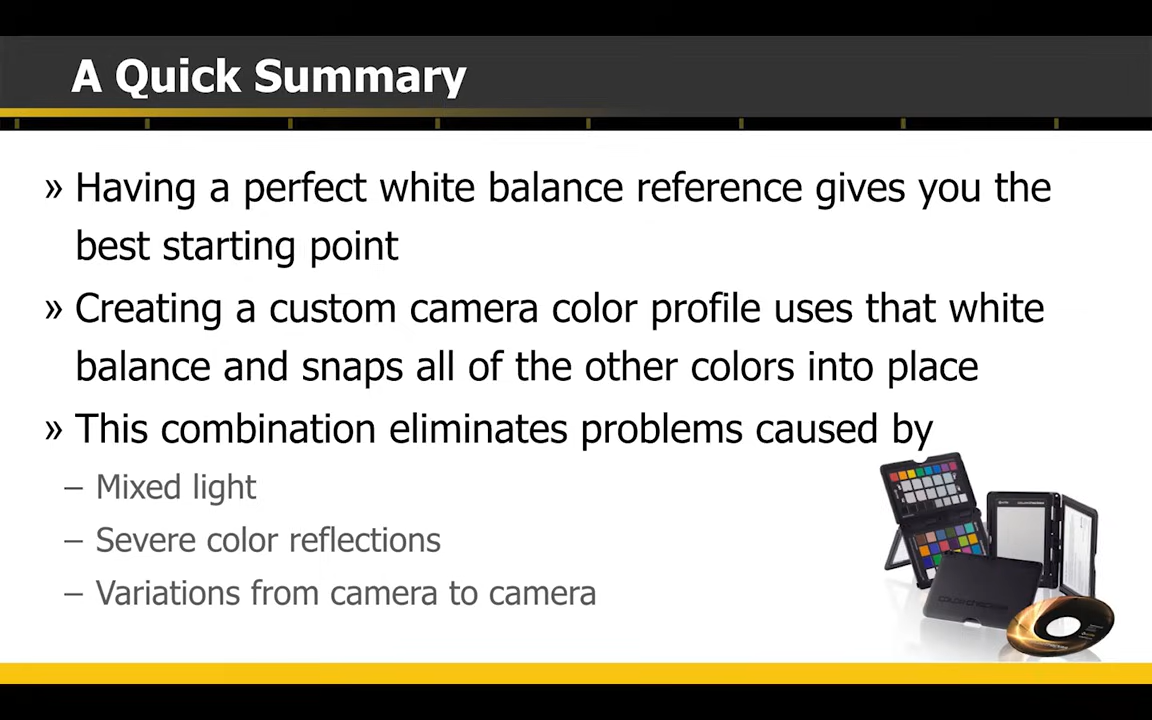 A Quick Summary
» Having a perfect white balance reference gives you the
best starting point
» Creating a custom camera color profile uses that white
balance and snaps all of the other colors into place
» This combination eliminates problems caused by
– Mixed light
– Severe color reflections
– Variations from camera to camera